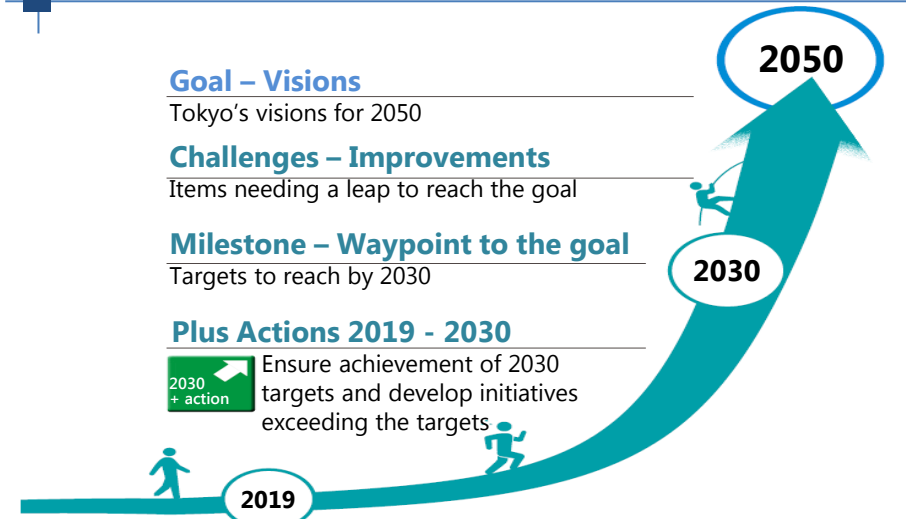 2050
Goal – Visions
Tokyo's visions for 2050
Challenges – Improvements
Items needing a leap to reach the goal
Milestone – Waypoint to the goal
Targets to reach by 2030
2030
Plus Actions 2019 - 2030
2030
+ action
Ensure achievement of 2030
targets and develop initiatives
exceeding the targets
2019